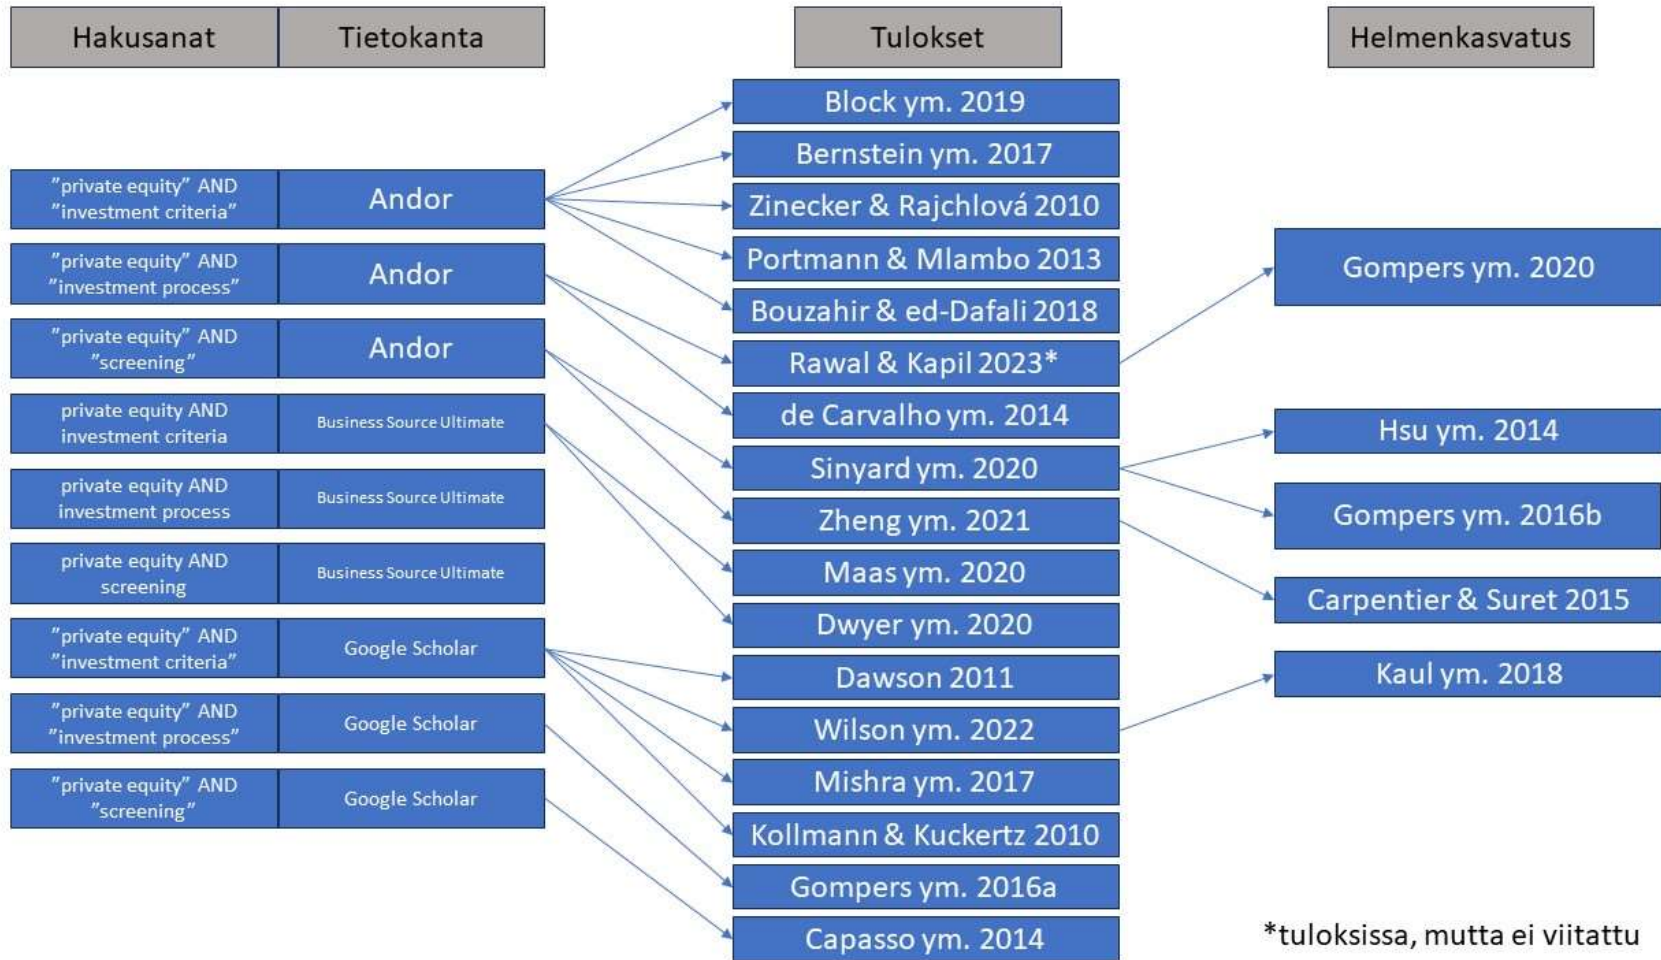 Hakusanat
Tietokanta
Tulokset
Helmenkasvatus
”private equity” AND
”investment criteria”
Andor
”private equity” AND
”investment process”
Andor
”private equity” AND
”screening”
Andor
private equity AND
investment criteria
Business Source Ultimate
private equity AND
investment process
Business Source Ultimate
private equity AND
screening
Business Source Ultimate
”private equity” AND
”investment criteria”
Google Scholar
”private equity” AND
”investment process”
Google Scholar
”private equity” AND
”screening”
Google Scholar
Block ym. 2019
Bernstein ym. 2017
Zinecker & Rajchlová 2010
Portmann & Mlambo 2013
Bouzahir & ed-Dafali 2018
Rawal & Kapil 2023*
de Carvalho ym. 2014
Sinyard ym. 2020
Zheng ym. 2021
Maas ym. 2020
Dwyer ym. 2020
Dawson 2011
Wilson ym. 2022
Mishra ym. 2017
Kollmann & Kuckertz 2010
Gompers ym. 2016a
Capasso ym. 2014
Gompers ym. 2020
Hsu ym. 2014
Gompers ym. 2016b
Carpentier & Suret 2015
Kaul ym. 2018
*tuloksissa, mutta ei viitattu